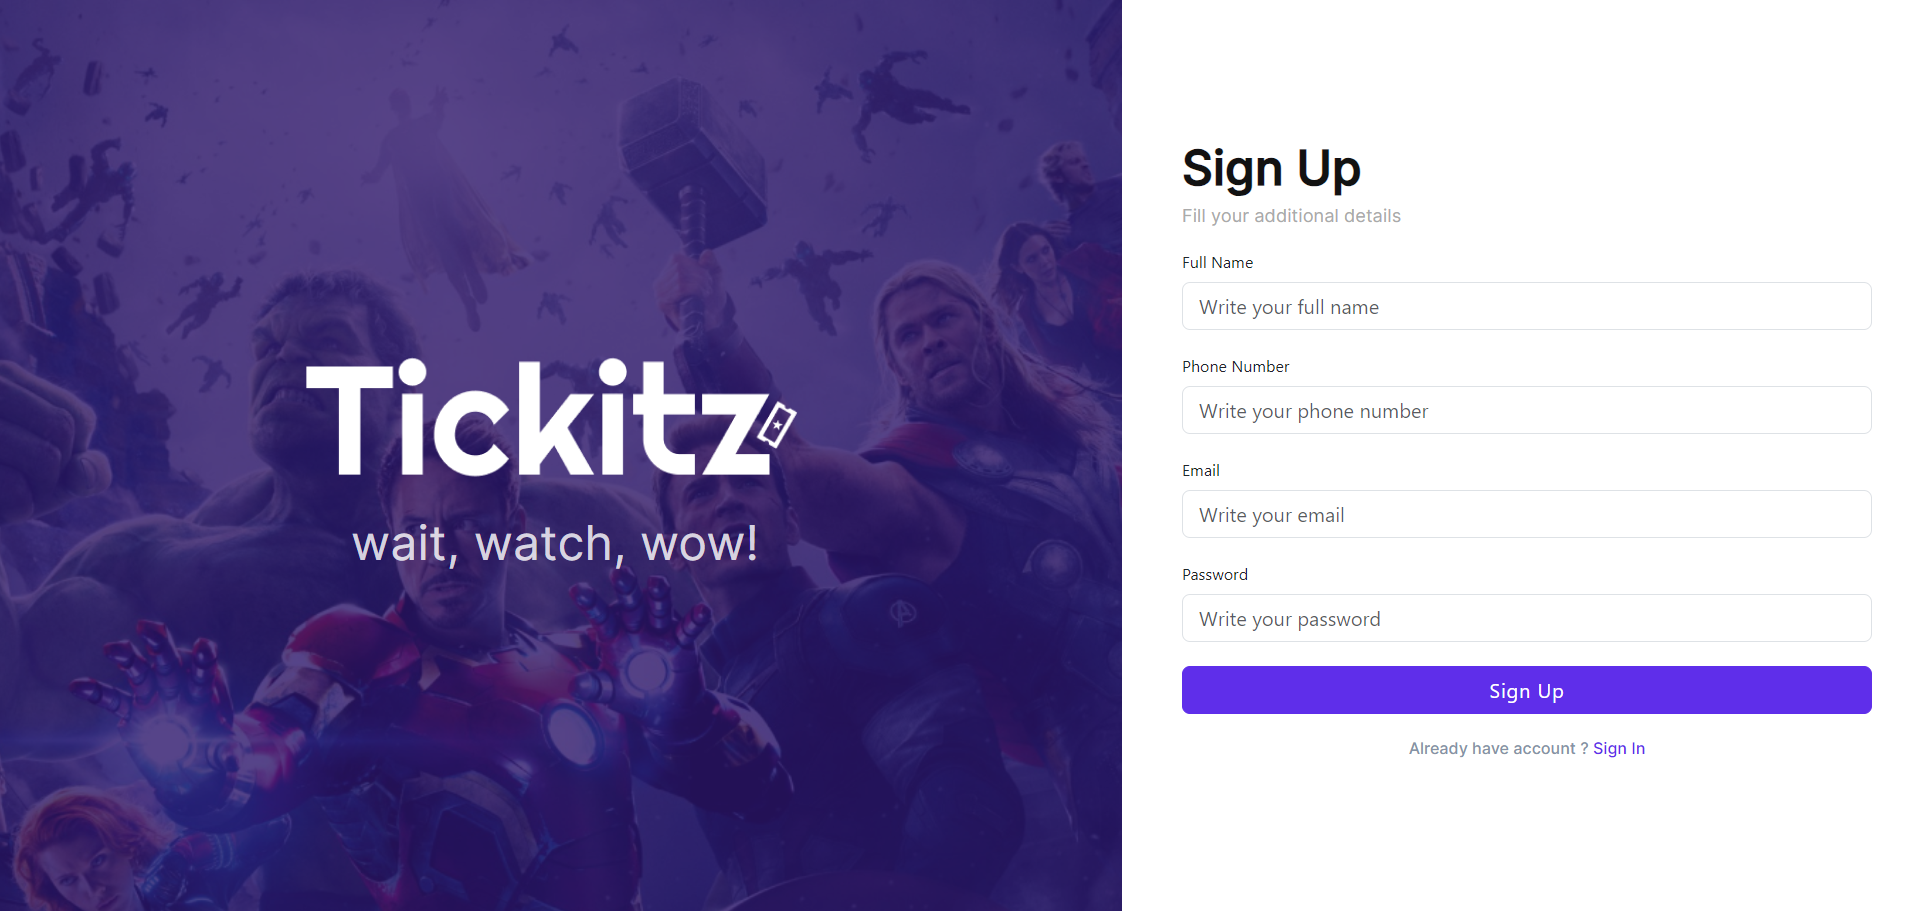 Tickitz
wait, watch, wow!
Sign Up
Fill your additional details
Full Name
Write your full name
Phone Number
Write your phone number
Email
Write your email
Password
Write your password
Sign Up
Already have account ? Sign In